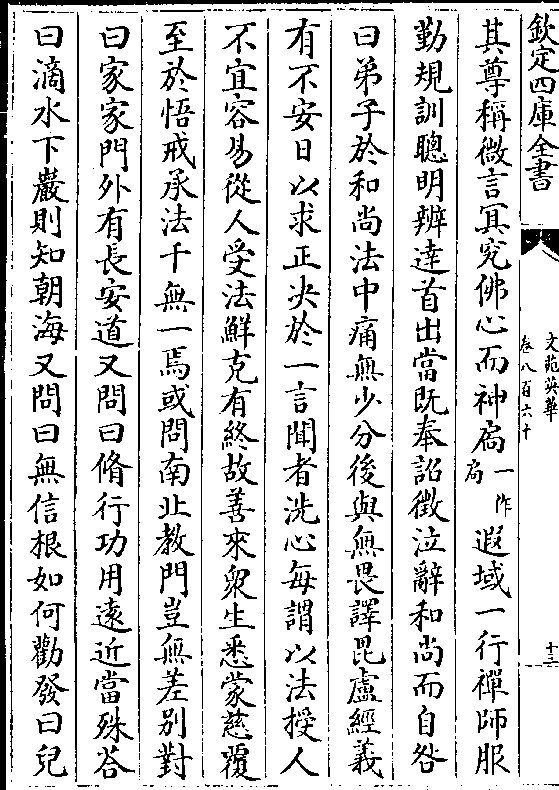 欽定四庫全書
文苑英華
卷八百六十
十三
其尊稱微言冥究佛心而神扃一作局遐域一行禪師服
勤規訓聰明辨達首出當既奉詔徵泣辭和尚而自咎
曰弟子於和尚法中痛無少分後與無畏譯毘盧經義
有不安日以求正决於一言聞者洗心每謂以法授人
不宜容易從人受法鮮克有終故善來衆生悉蒙慈覆
至於悟戒承法千無一焉或問南北教門豈無差别對
曰家家門外有長安道又問曰脩行功用遠近當殊答
曰滴水下巖則知朝海又問曰無信根如何勸發曰兒